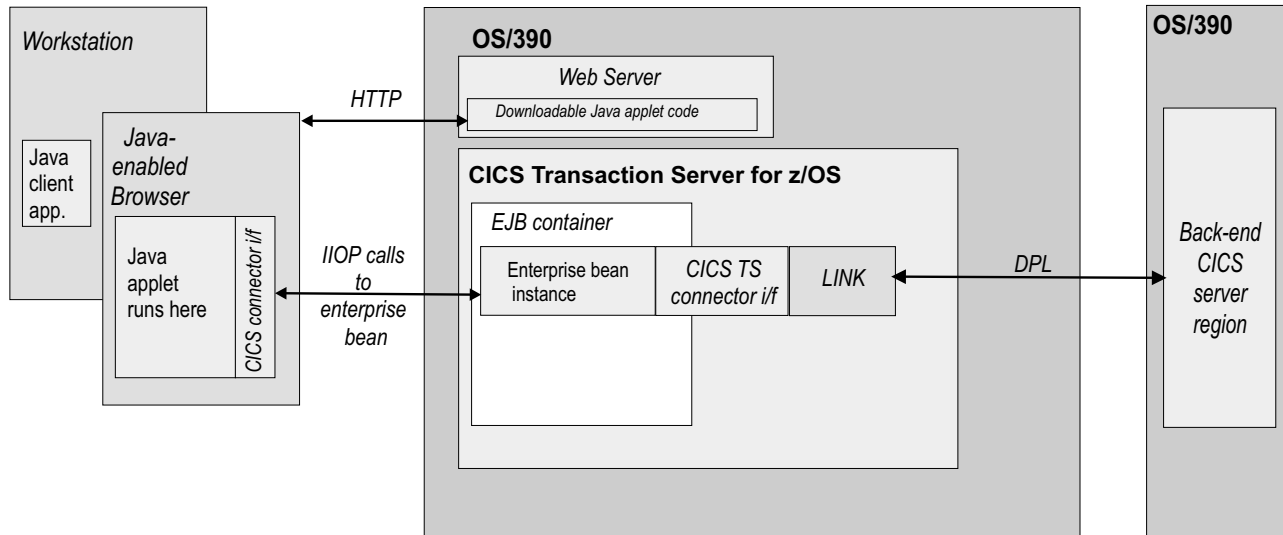 Workstation
Java
client
app.
Java-
enabled
Browser
Java
applet
runs here
CICS connector i/f
HTTP
IIOP calls
to
enterprise
bean
OS/390
Web Server
Downloadable Java applet code
CICS Transaction Server for z/OS
EJB container
Enterprise bean
instance
CICS TS
connector i/f
LINK
DPL
OS/390
Back-end
CICS
server
region